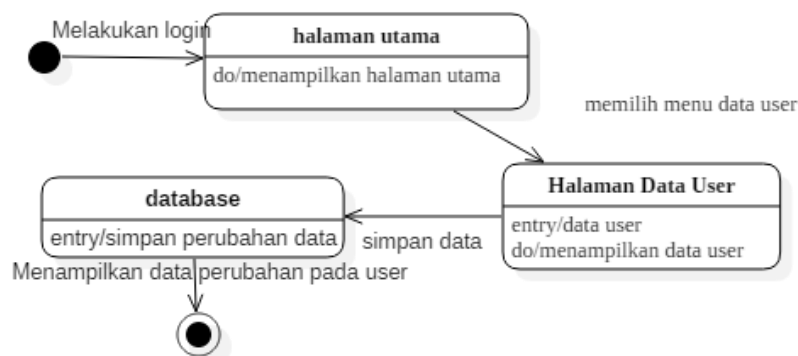 Melakukan login
halaman utama
do/menampilkan halaman utama
memilih menu data user
Halaman Data User
entry/data user
do/menampilkan data user
simpan data
database
entry/simpan perubahan data
Menampilkan data perubahan pada user